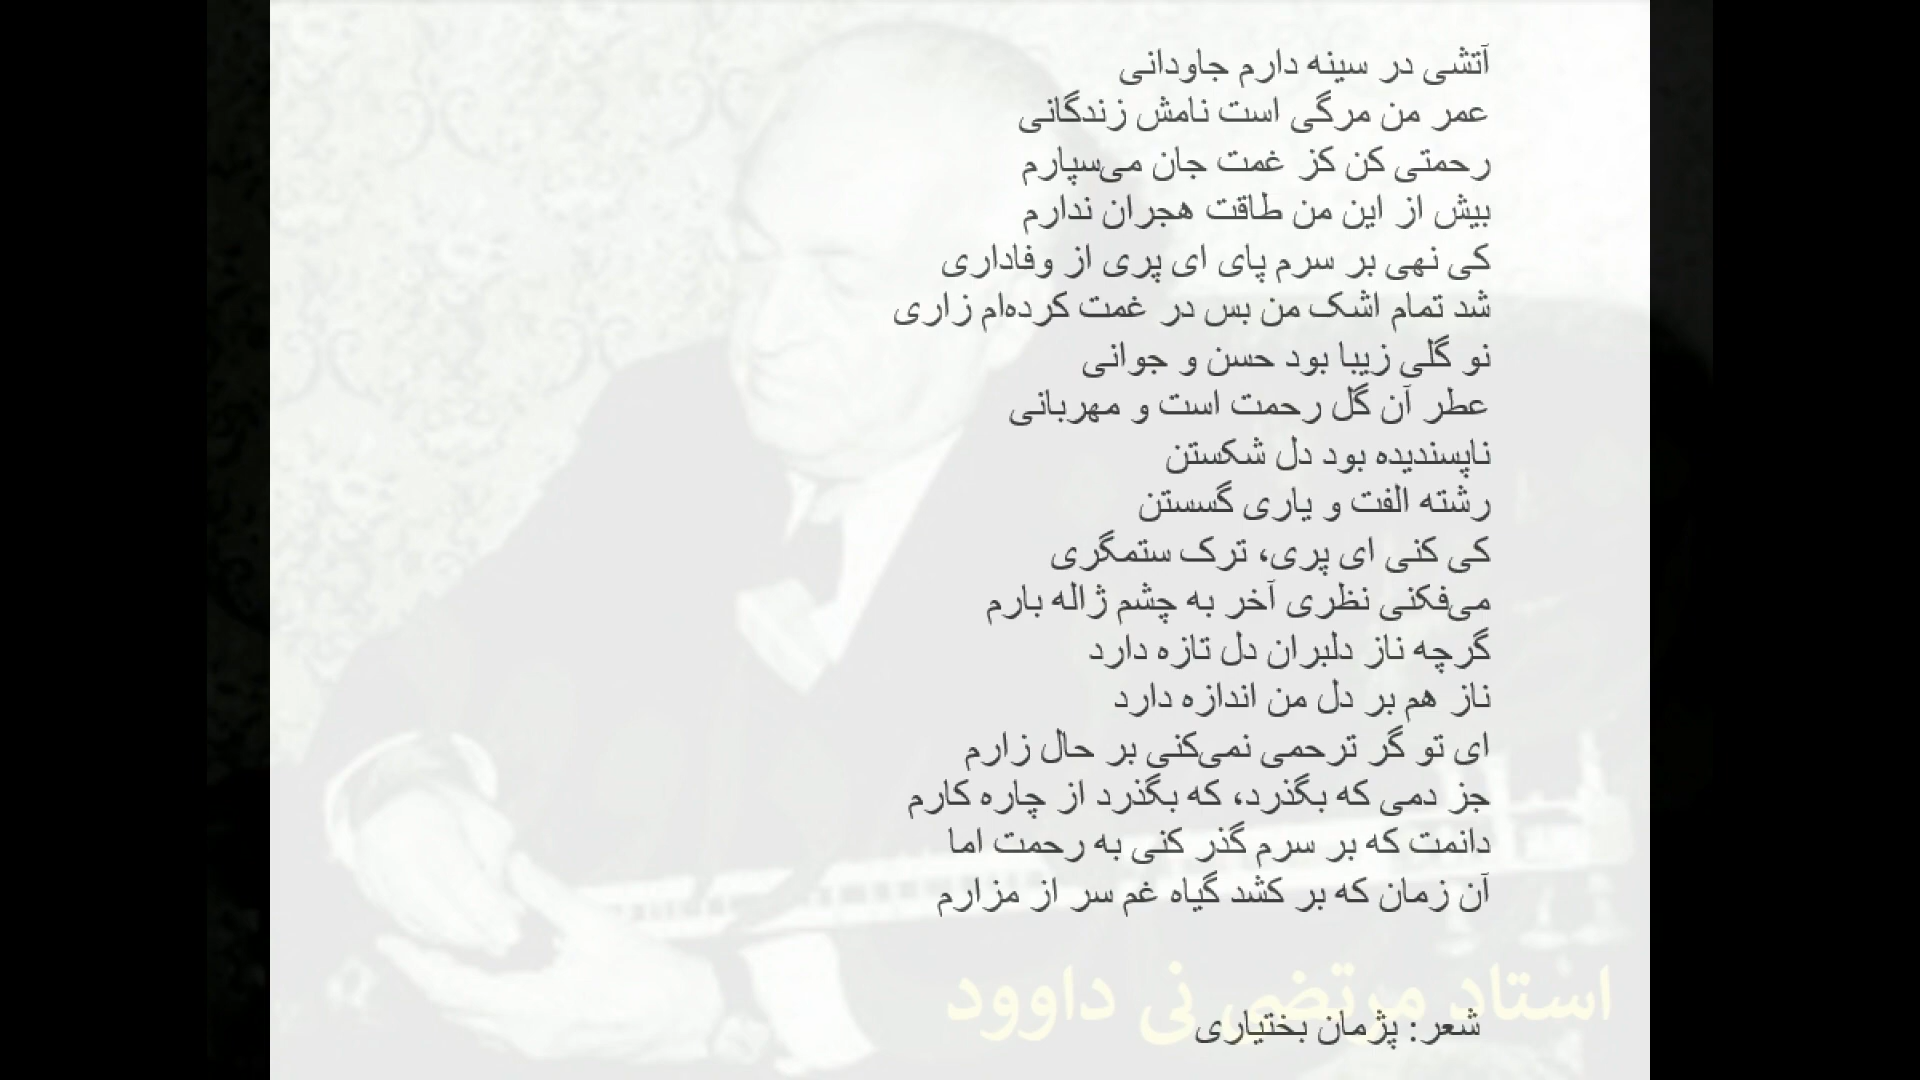 آتشی در سینه دارم جاودانی
عمر من مرگی است نامش زندگانی
رحمتی کن کز غمت جان می‌سپارم
بیش از این من طاقت هجران ندارم
کی نهی بر سرم پای ای پری از وفاداری
شد تمام اشک من بس در غمت کرده‌ام زاری
نو گلی زیبا بود حسن و جوانی
عطر آن گل رحمت است و مهربانی
ناپسندیده بود دل شکستن
رشته الفت و یاری گسستن
کی کنی ای پری، ترک ستمگری
می‌فکنی نظری آخر به چشم ژاله بارم
گرچه ناز دلبران دل تازه دارد
ناز هم بر دل من اندازه دارد
ای تو گر ترحمی نمی‌کنی بر حال زارم
جز دمی که بگذرد، که بگذرد از چاره کارم
دانمت که بر سرم گذر کنی به رحمت اما
آن زمان که بر کشد گیاه غم سر از مزارم
استاد مرتضی نی داوود
شعر: پژمان بختیاری